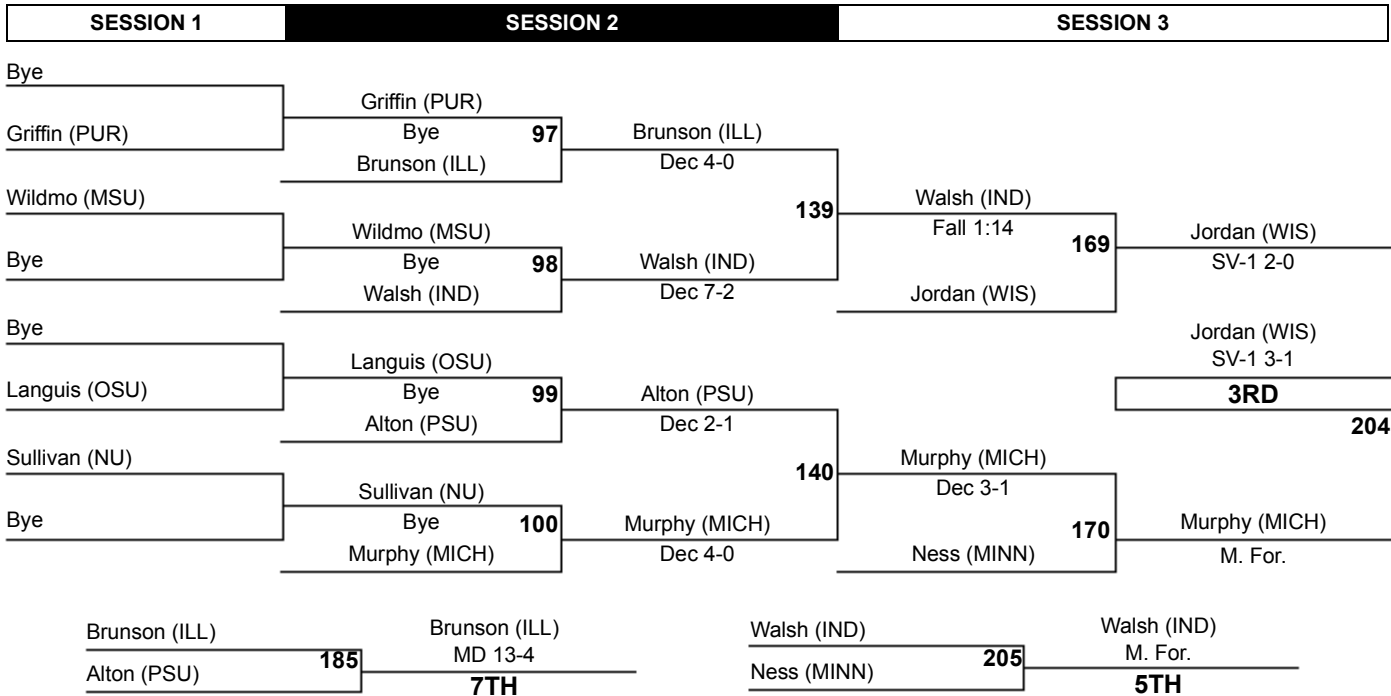 SESSION 1 SESSION 2 SESSION 3
Bye
Griffin (PUR)
Griffin (PUR)
Bye 97
Brunson (ILL)
Brunson (ILL)
Dec 4-0
Wildmo (MSU)
Bye
Wildmo (MSU)
Bye 98
Walsh (IND)
Walsh (IND)
Dec 7-2
139
Walsh (IND)
Fall 1:14
169
Jordan (WIS)
Jordan (WIS)
SV-1 2-0
Bye
Languis (OSU)
Languis (OSU)
Bye 99
Alton (PSU)
Alton (PSU)
Dec 2-1
Sullivan (NU)
Bye
Sullivan (NU)
Bye 100
Murphy (MICH)
Murphy (MICH)
Dec 4-0
140
Murphy (MICH)
Dec 3-1
170
Ness (MINN)
Murphy (MICH)
M. For.
Jordan (WIS)
SV-1 3-1
3RD
204
Brunson (ILL)
Alton (PSU)
185
Brunson (ILL)
MD 13-4
7TH
Walsh (IND)
Ness (MINN)
205
Walsh (IND)
M. For.
5TH